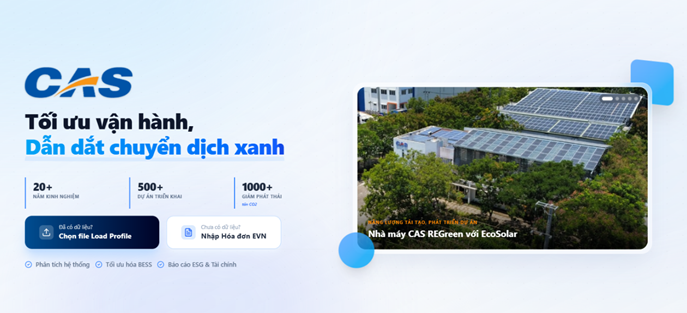 CAS
Tối ưu vận hành,
Dẫn dắt chuyển dịch xanh
20+
NĂM KINH NGHIỆM
500+
DỰ ÁN TRIỂN KHAI
1000+
GIẢM PHÁT THẢI
tấn CO2
Đã có dữ liệu?
Chọn file Load Profile
Chưa có dữ liệu?
Nhập Hóa đơn EVN
Phân tích hệ thống
Tối ưu hóa BESS
Báo cáo ESG & Tài chính
CAS
NĂNG LƯỢNG TÁI TẠO, PHÁT TRIỂN DỰ ÁN
Nhà máy CAS REGreen với EcoSolar